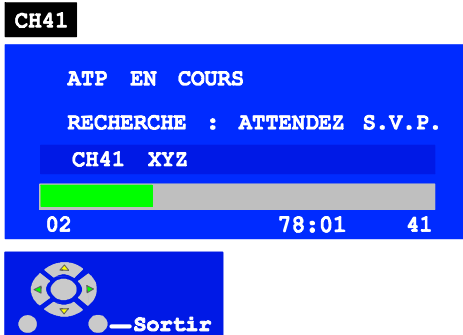 CH41
ATP EN COURS
RECHERCHE : ATTENDEZ S.V.P.
CH41 XYZ
02 78:01 41
Sortir